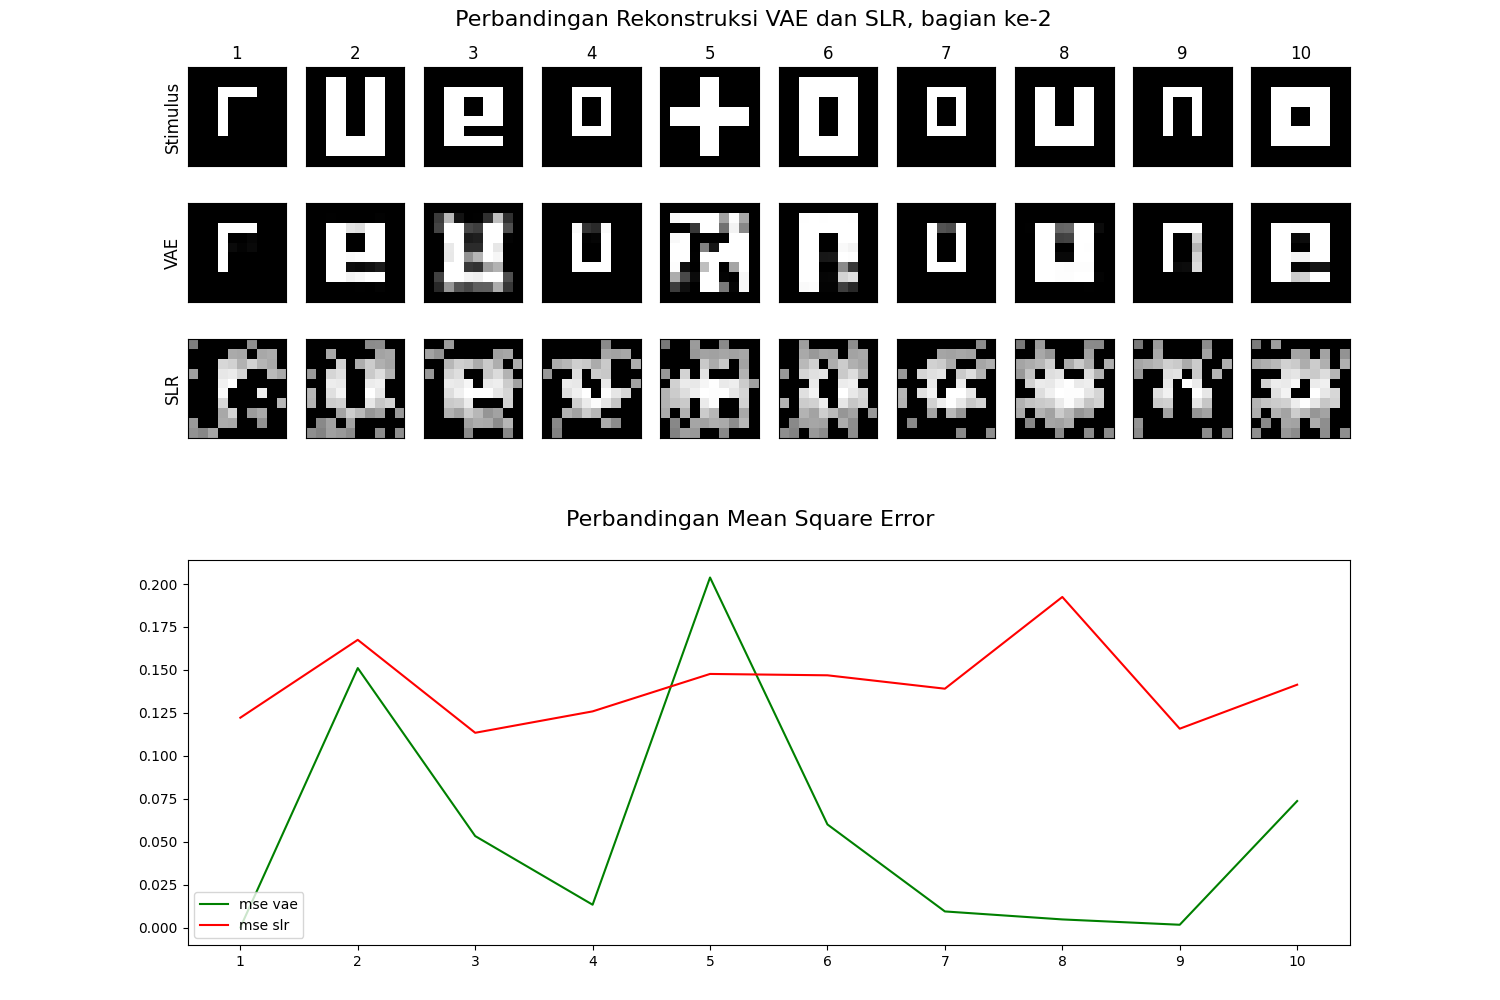 Perbandingan Rekonstruksi VAE dan SLR, bagian ke-2
1 2 3 4 5 6 7 8 9 10
Stimulus
r u e o + o o u n o
VAE
SLR
Perbandingan Mean Square Error
0.200
0.175
0.150
0.125
0.100
0.075
0.050
0.025
0.000
mse vae
mse slr
1 2 3 4 5 6 7 8 9 10